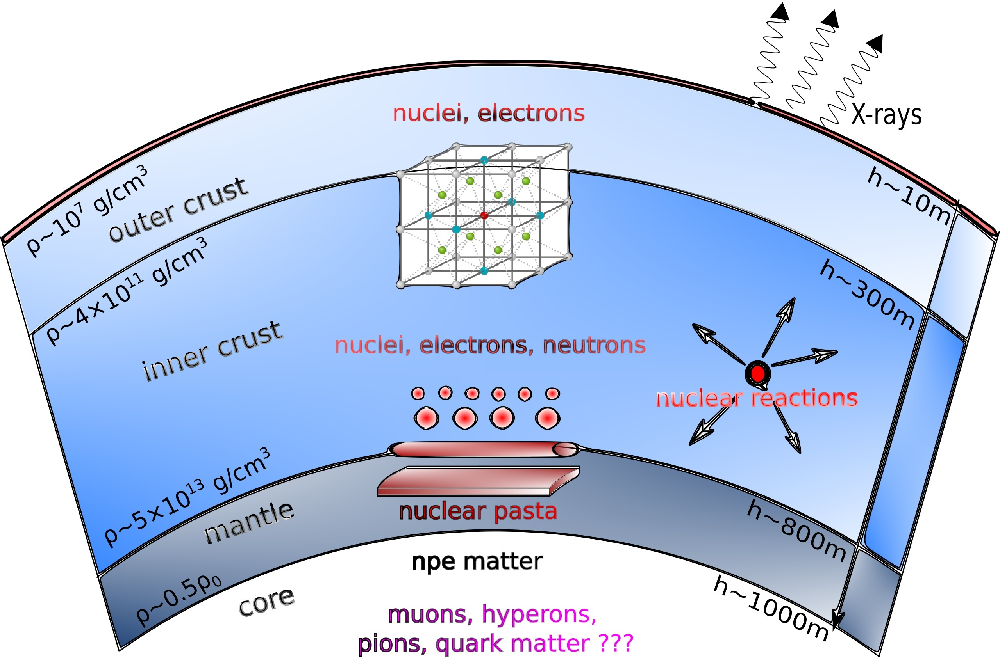 X-rays
nuclei, electrons
ρ~10⁷ g/cm³
outer crust
h~10m
ρ~4×10¹¹ g/cm³
h~300m
inner crust
nuclei, electrons, neutrons
nuclear reactions
ρ~5×10¹³ g/cm³
mantle
nuclear pasta
h~800m
npe matter
ρ~0.5ρ₀
core
h~1000m
muons, hyperons,
pions, quark matter ???